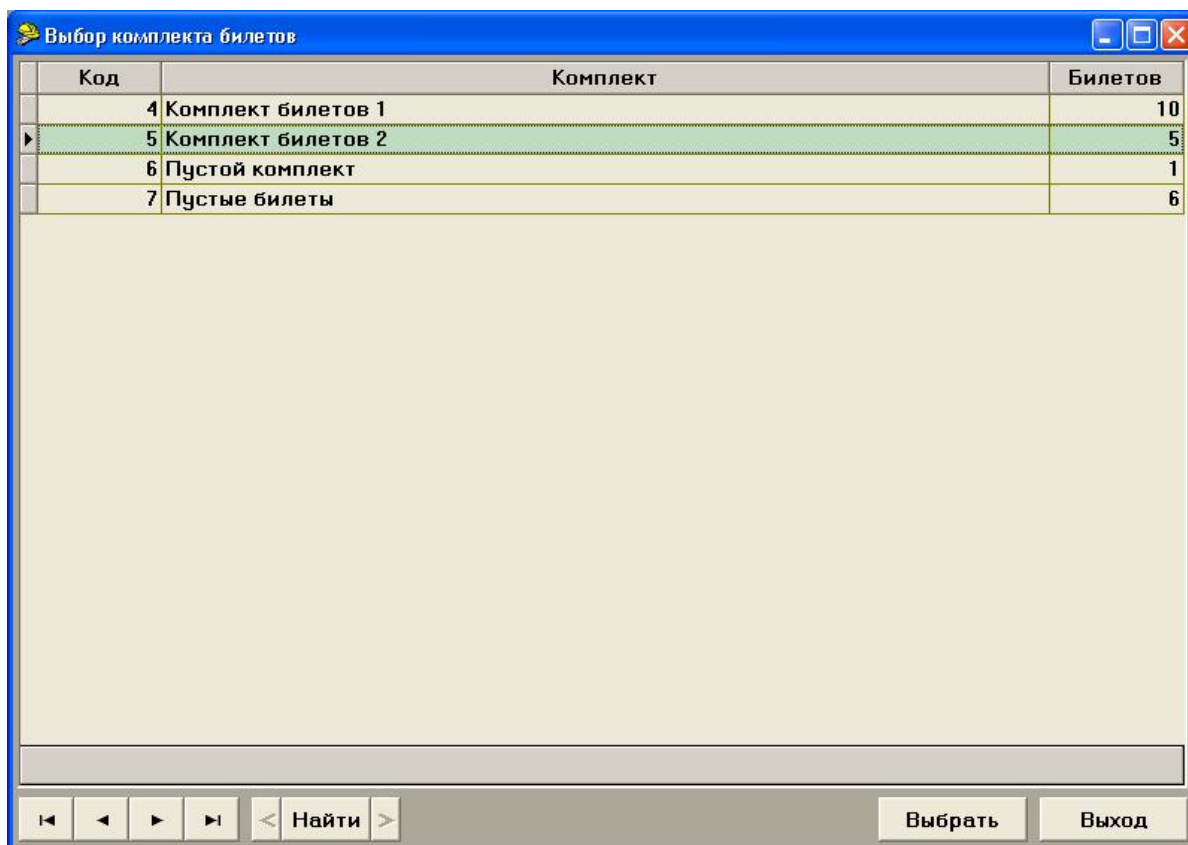 Выбор комплекта билетов
Код Комплект Билетов
4 Комплект билетов 1 10
5 Комплект билетов 2 5
6 Пустой комплект 1
7 Пустые билеты 6
< Найти > Выбрать Выход